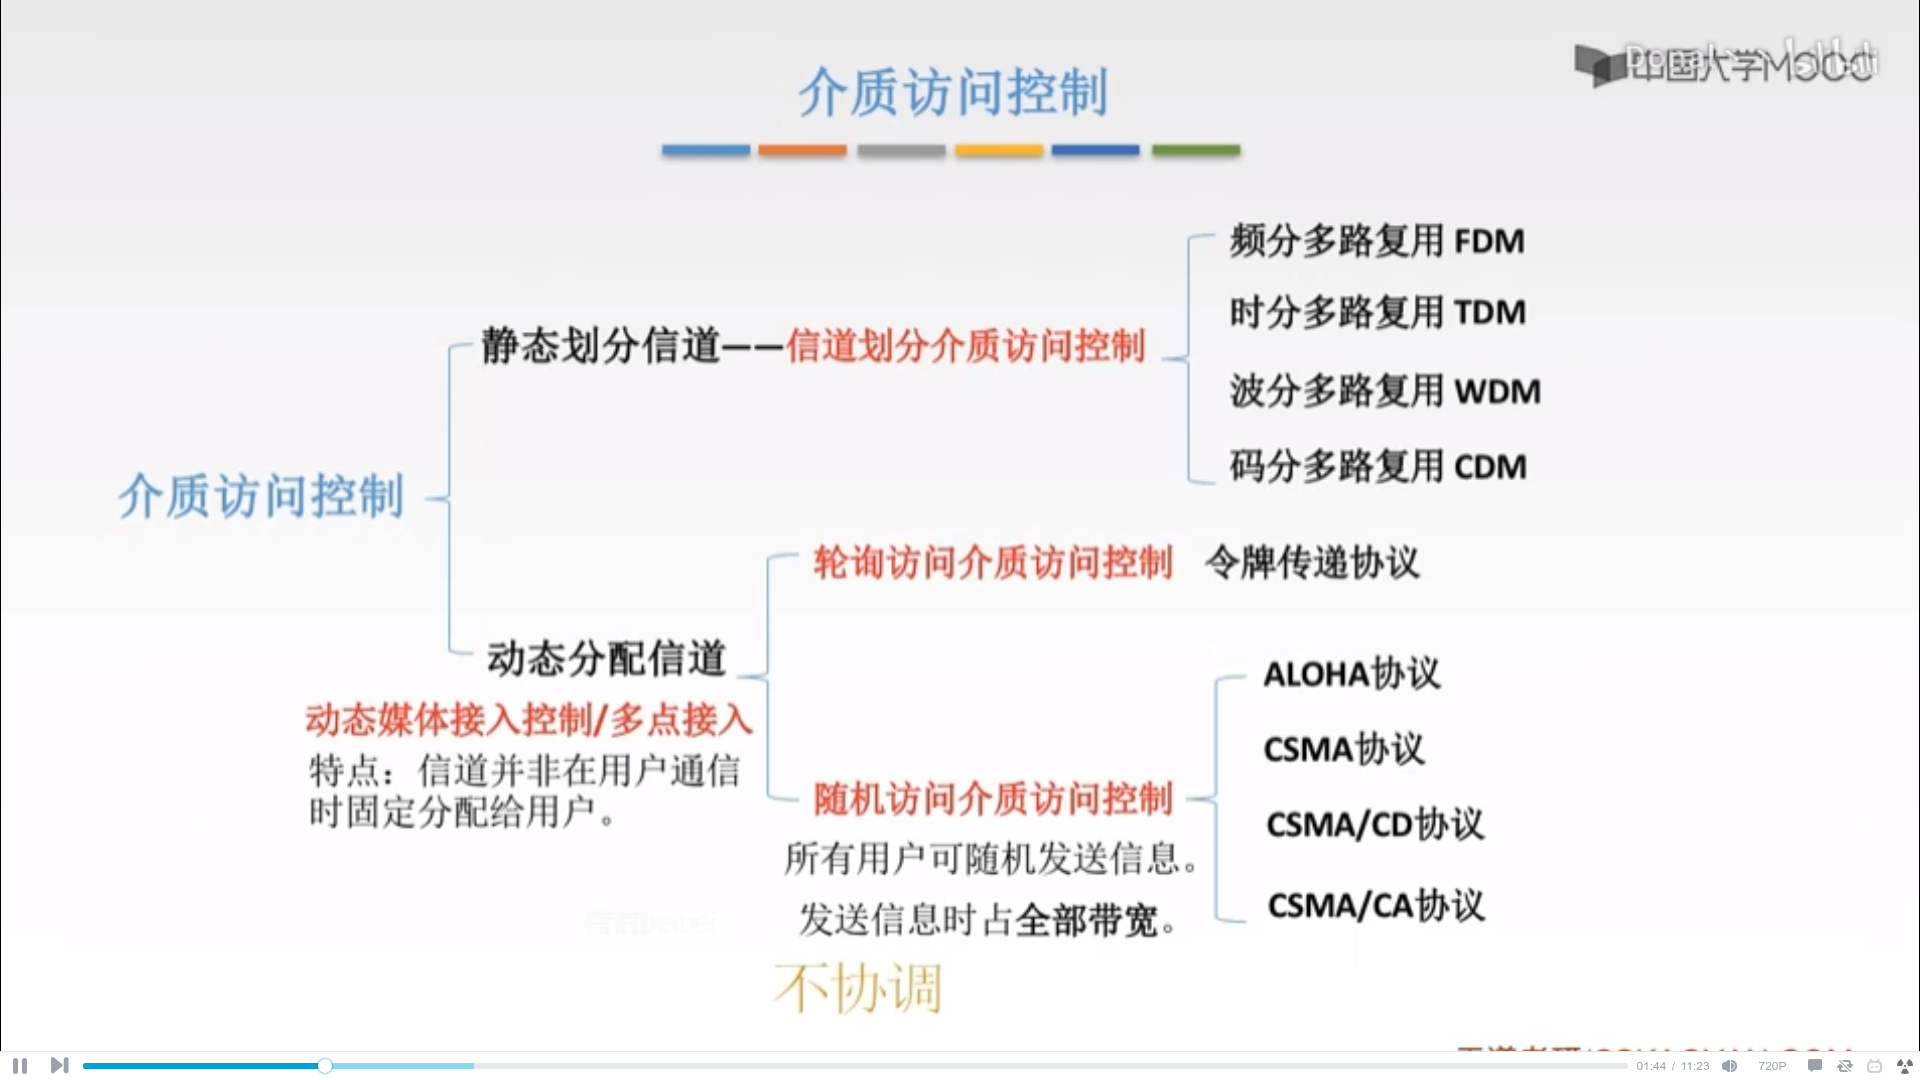 介质访问控制
中国大学MOOC
频分多路复用 FDM
时分多路复用 TDM
静态划分信道——信道划分介质访问控制
波分多路复用 WDM
码分多路复用 CDM
介质访问控制
轮询访问介质访问控制 令牌传递协议
动态分配信道
ALOHA协议
动态媒体接入控制/多点接入
CSMA协议
特点：信道并非在用户通信
时固定分配给用户。
随机访问介质访问控制
CSMA/CD协议
所有用户可随机发送信息。
CSMA/CA协议
发送信息时占全部带宽。
不协调
01:44 / 11:23
720P